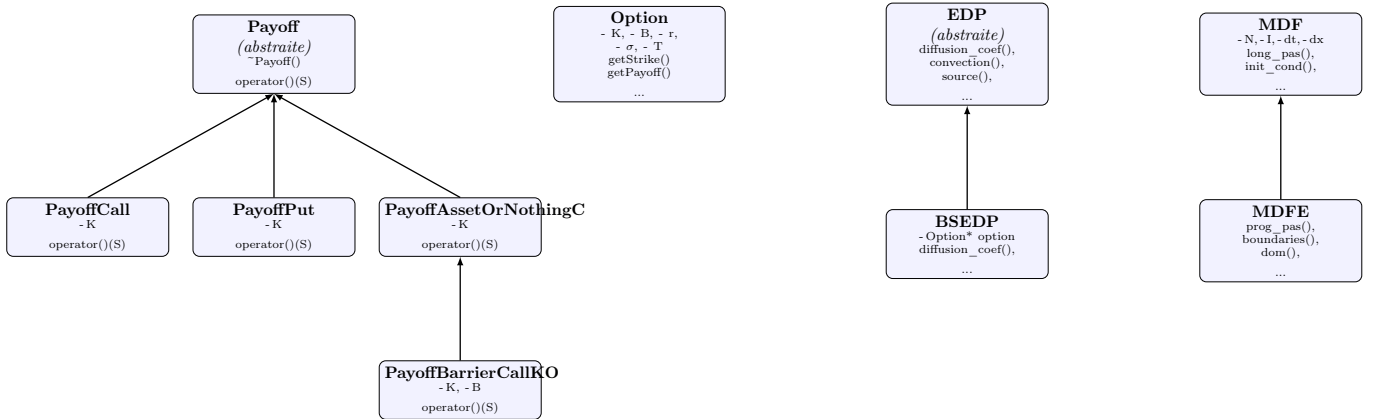 Payoff
(abstraite)
~Payoff()
operator()(S)
Option
- K, - B, - r,
- σ, - T
getStrike()
getPayoff()
...
EDP
(abstraite)
diffusion_coef(),
convection(),
source(),
...
MDF
- N, - I, - dt, - dx
long_pas(),
init_cond(),
...
PayoffCall
- K
operator()(S)
PayoffPut
- K
operator()(S)
PayoffAssetOrNothingC
- K
operator()(S)
BSEDP
- Option* option
diffusion_coef(),
...
MDFE
prog_pas(),
boundaries(),
dom(),
...
PayoffBarrierCallKO
- K, - B
operator()(S)